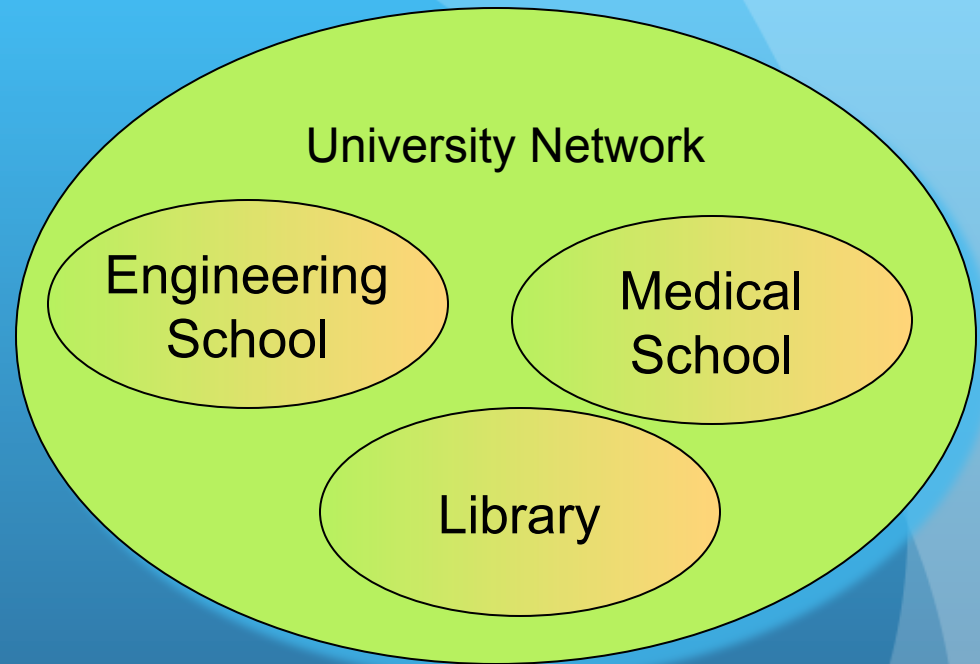 University Network
Engineering
School
Medical
School
Library